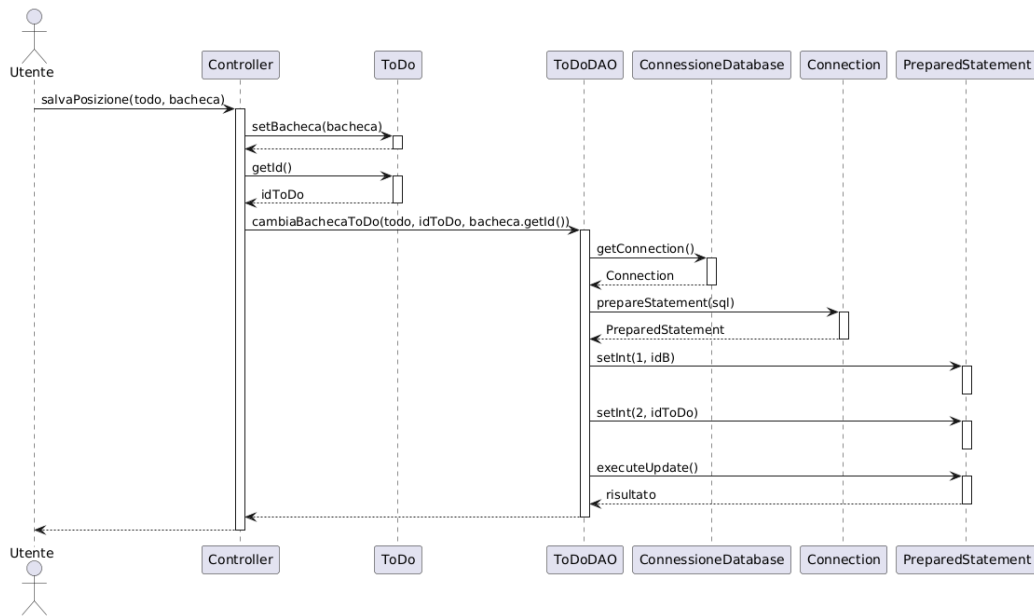 Utente
Controller
ToDo
ToDoDAO
ConnessioneDatabase
Connection
PreparedStatement
salvaPosizione(todo, bacheca)
setBacheca(bacheca)
getId()
idToDo
cambiaBachecaToDo(todo, idToDo, bacheca.getId())
getConnection()
Connection
prepareStatement(sql)
PreparedStatement
setInt(1, idB)
setInt(2, idToDo)
executeUpdate()
risultato
Utente
Controller
ToDo
ToDoDAO
ConnessioneDatabase
Connection
PreparedStatement